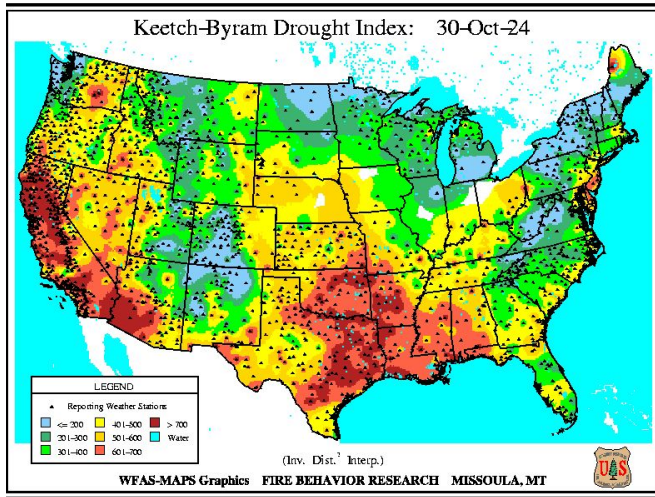 Keetch-Byram Drought Index: 30-Oct-24
LEGEND
Reporting Weather Stations
<= 200 401-500 > 700
201-300 501-600 Water
301-400 601-700
(Inv. Dist.² Interp.)
WFAS-MAPS Graphics FIRE BEHAVIOR RESEARCH MISSOULA, MT
U S